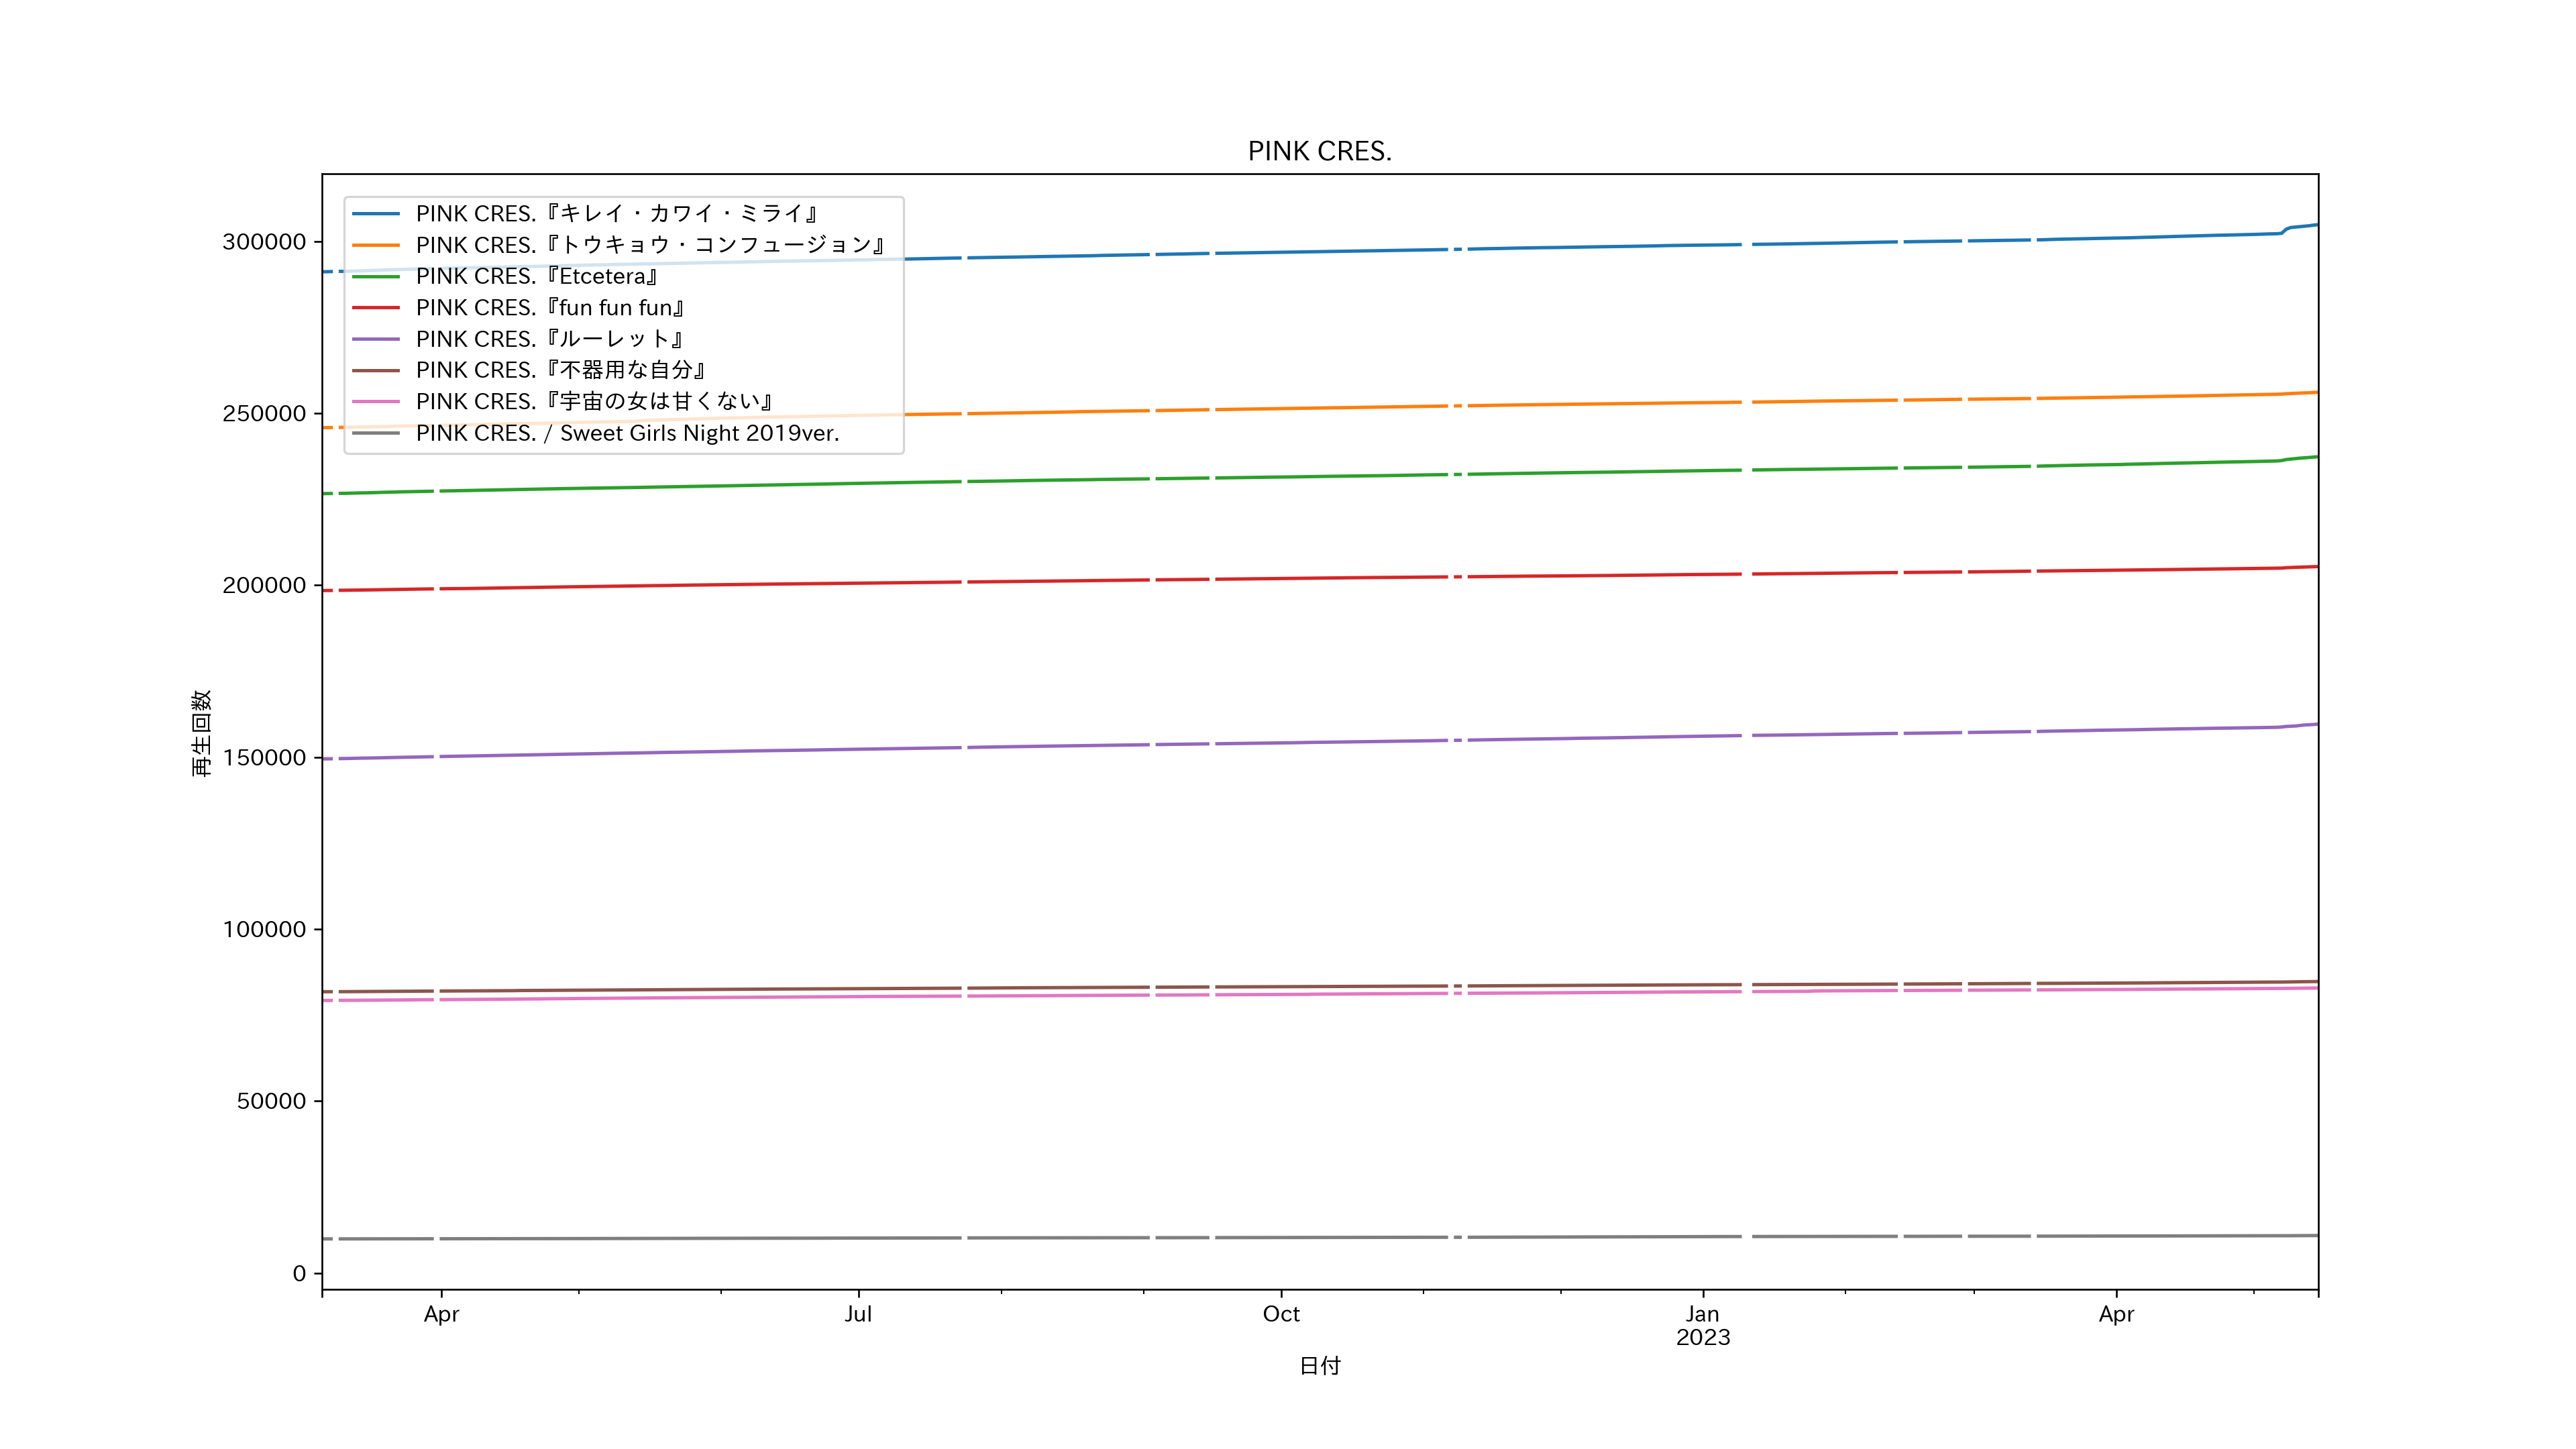 PINK CRES.
PINK CRES.『キレイ・カワイ・ミライ』
PINK CRES.『トウキョウ・コンフュージョン』
PINK CRES.『Etcetera』
PINK CRES.『fun fun fun』
PINK CRES.『ルーレット』
PINK CRES.『不器用な自分』
PINK CRES.『宇宙の女は甘くない』
PINK CRES. / Sweet Girls Night 2019ver.
300000
250000
200000
150000
100000
50000
0
再生回数
Apr
Jul
Oct
Jan
2023
Apr
日付